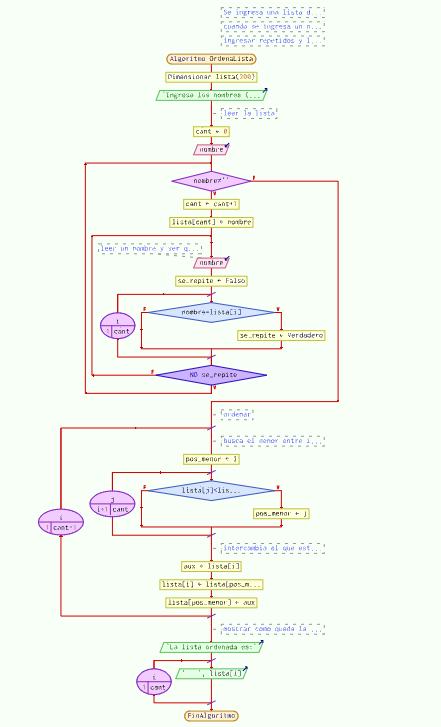 Se ingresa una lista d...
cuando se ingresa un n...
ingresar repetidos y l...
Algoritmo OrdenaLista
Dimensionar lista(200)
'Ingrese los nombres (...
leer la lista
cant ← 0
nombre
nombre≠''
F
V
cant ← cant+1
lista[cant] ← nombre
leer un nombre y ver q...
nombre
se_repite ← Falso
i
1 cant
nombre=lista[i]
F
V
se_repite ← Verdadero
NO se_repite
F
V
ordenar
busca el menor entre i...
pos_menor ← i
i
1 cant-1
j
i+1 cant
lista[j]<lis...
F
V
pos_menor ← j
intercambia el que est...
aux ← lista[i]
lista[i] ← lista[pos_m...
lista[pos_menor] ← aux
mostrar como queda la ...
'La lista ordenada es:'
i
1 cant
'   ', lista[i]
FinAlgoritmo